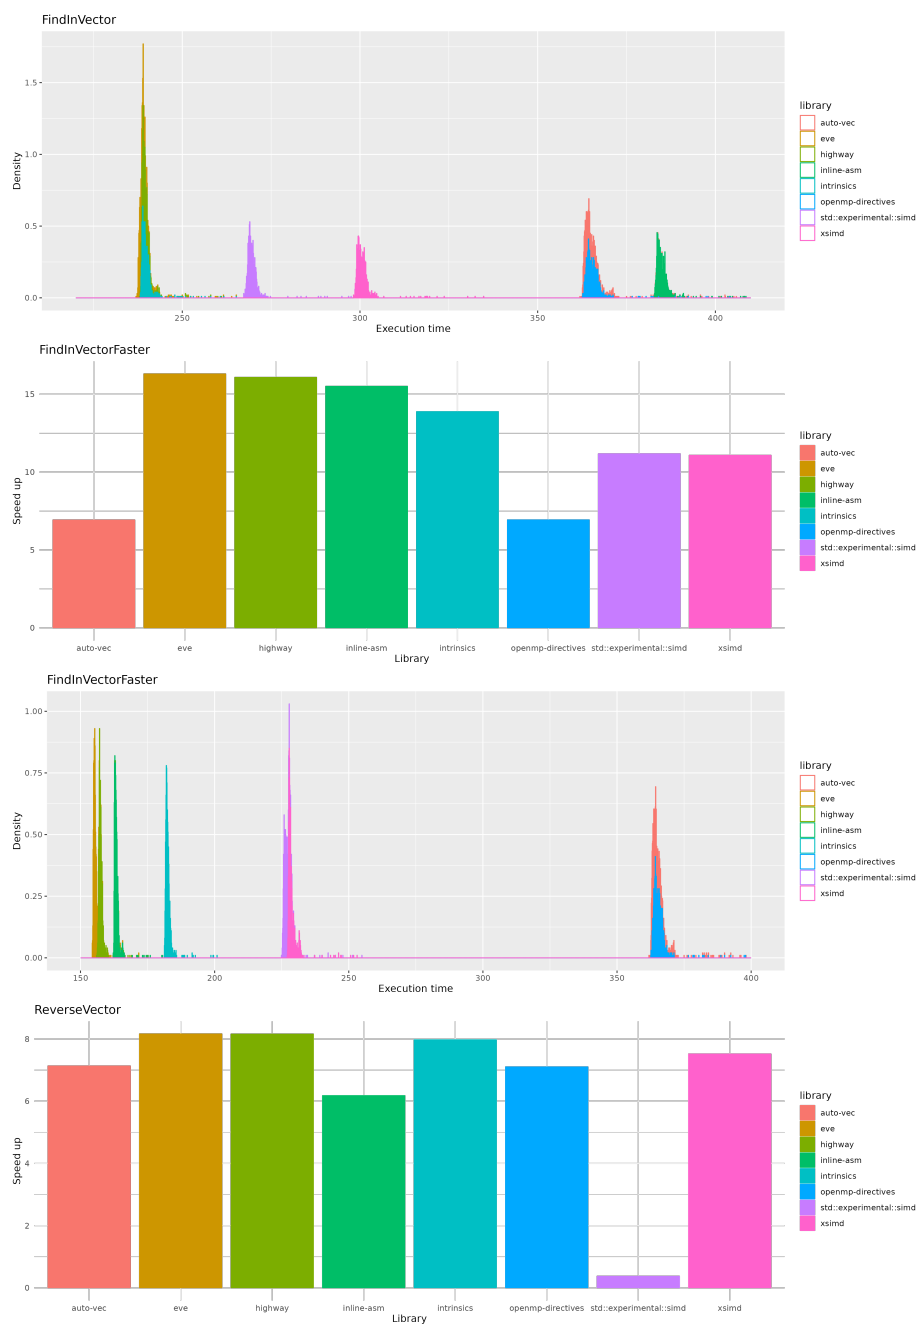 FindInVector
Density
1.5
1.0
0.5
0.0
250
300
350
400
Execution time
library
auto-vec
eve
highway
inline-asm
intrinsics
openmp-directives
std::experimental::simd
xsimd
FindInVectorFaster
Speed up
15
10
5
0
auto-vec
eve
highway
inline-asm
intrinsics
openmp-directives
std::experimental::simd
xsimd
Library
library
auto-vec
eve
highway
inline-asm
intrinsics
openmp-directives
std::experimental::simd
xsimd
FindInVectorFaster
Density
1.00
0.75
0.50
0.25
0.00
150
200
250
300
350
400
Execution time
library
auto-vec
eve
highway
inline-asm
intrinsics
openmp-directives
std::experimental::simd
xsimd
ReverseVector
Speed up
8
6
4
2
0
auto-vec
eve
highway
inline-asm
intrinsics
openmp-directives
std::experimental::simd
xsimd
Library
library
auto-vec
eve
highway
inline-asm
intrinsics
openmp-directives
std::experimental::simd
xsimd